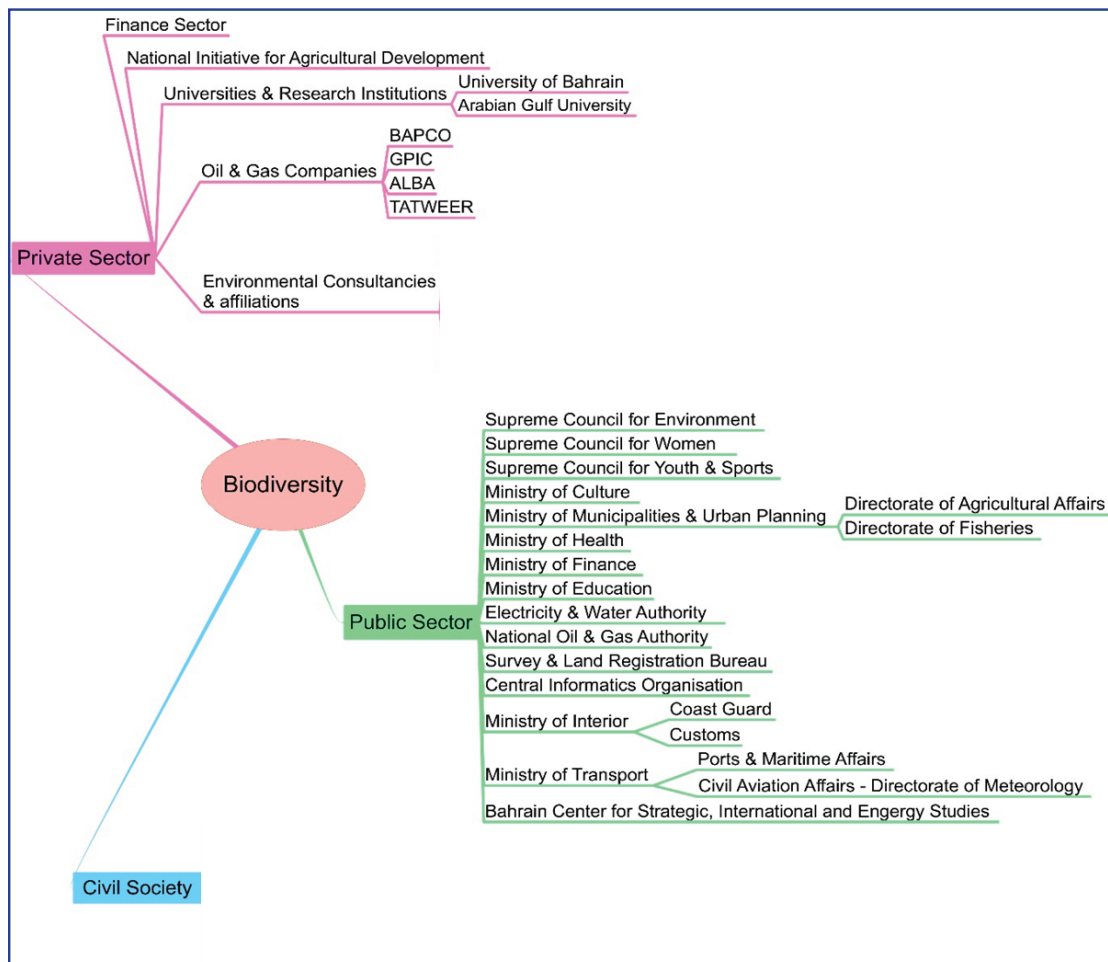 Finance Sector
National Initiative for Agricultural Development
Universities & Research Institutions
University of Bahrain
Arabian Gulf University
Oil & Gas Companies
BAPCO
GPIC
ALBA
TATWEER
Private Sector
Environmental Consultancies
& affiliations
Biodiversity
Public Sector
Supreme Council for Environment
Supreme Council for Women
Supreme Council for Youth & Sports
Ministry of Culture
Ministry of Municipalities & Urban Planning
Directorate of Agricultural Affairs
Directorate of Fisheries
Ministry of Health
Ministry of Finance
Ministry of Education
Electricity & Water Authority
National Oil & Gas Authority
Survey & Land Registration Bureau
Central Informatics Organisation
Ministry of Interior
Coast Guard
Customs
Ministry of Transport
Ports & Maritime Affairs
Civil Aviation Affairs - Directorate of Meteorology
Bahrain Center for Strategic, International and Engergy Studies
Civil Society